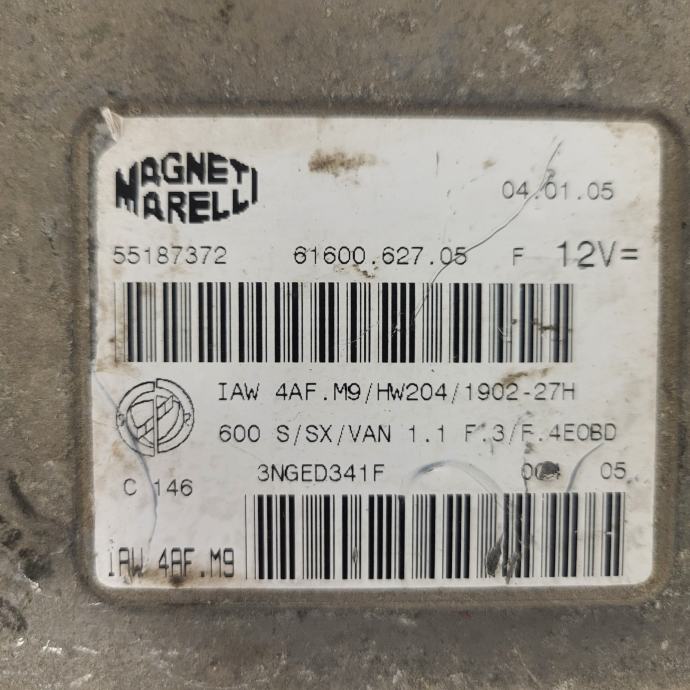 MAGNETI
MARELLI
04.01.05
55187372 61600.627.05 F 12V=
IAW 4AF.M9/HW204/1902-27H
600 S/SX/VAN 1.1 F.3/F.4EOBD
3NGED341F 05
C 146
IAW 4AF.M9